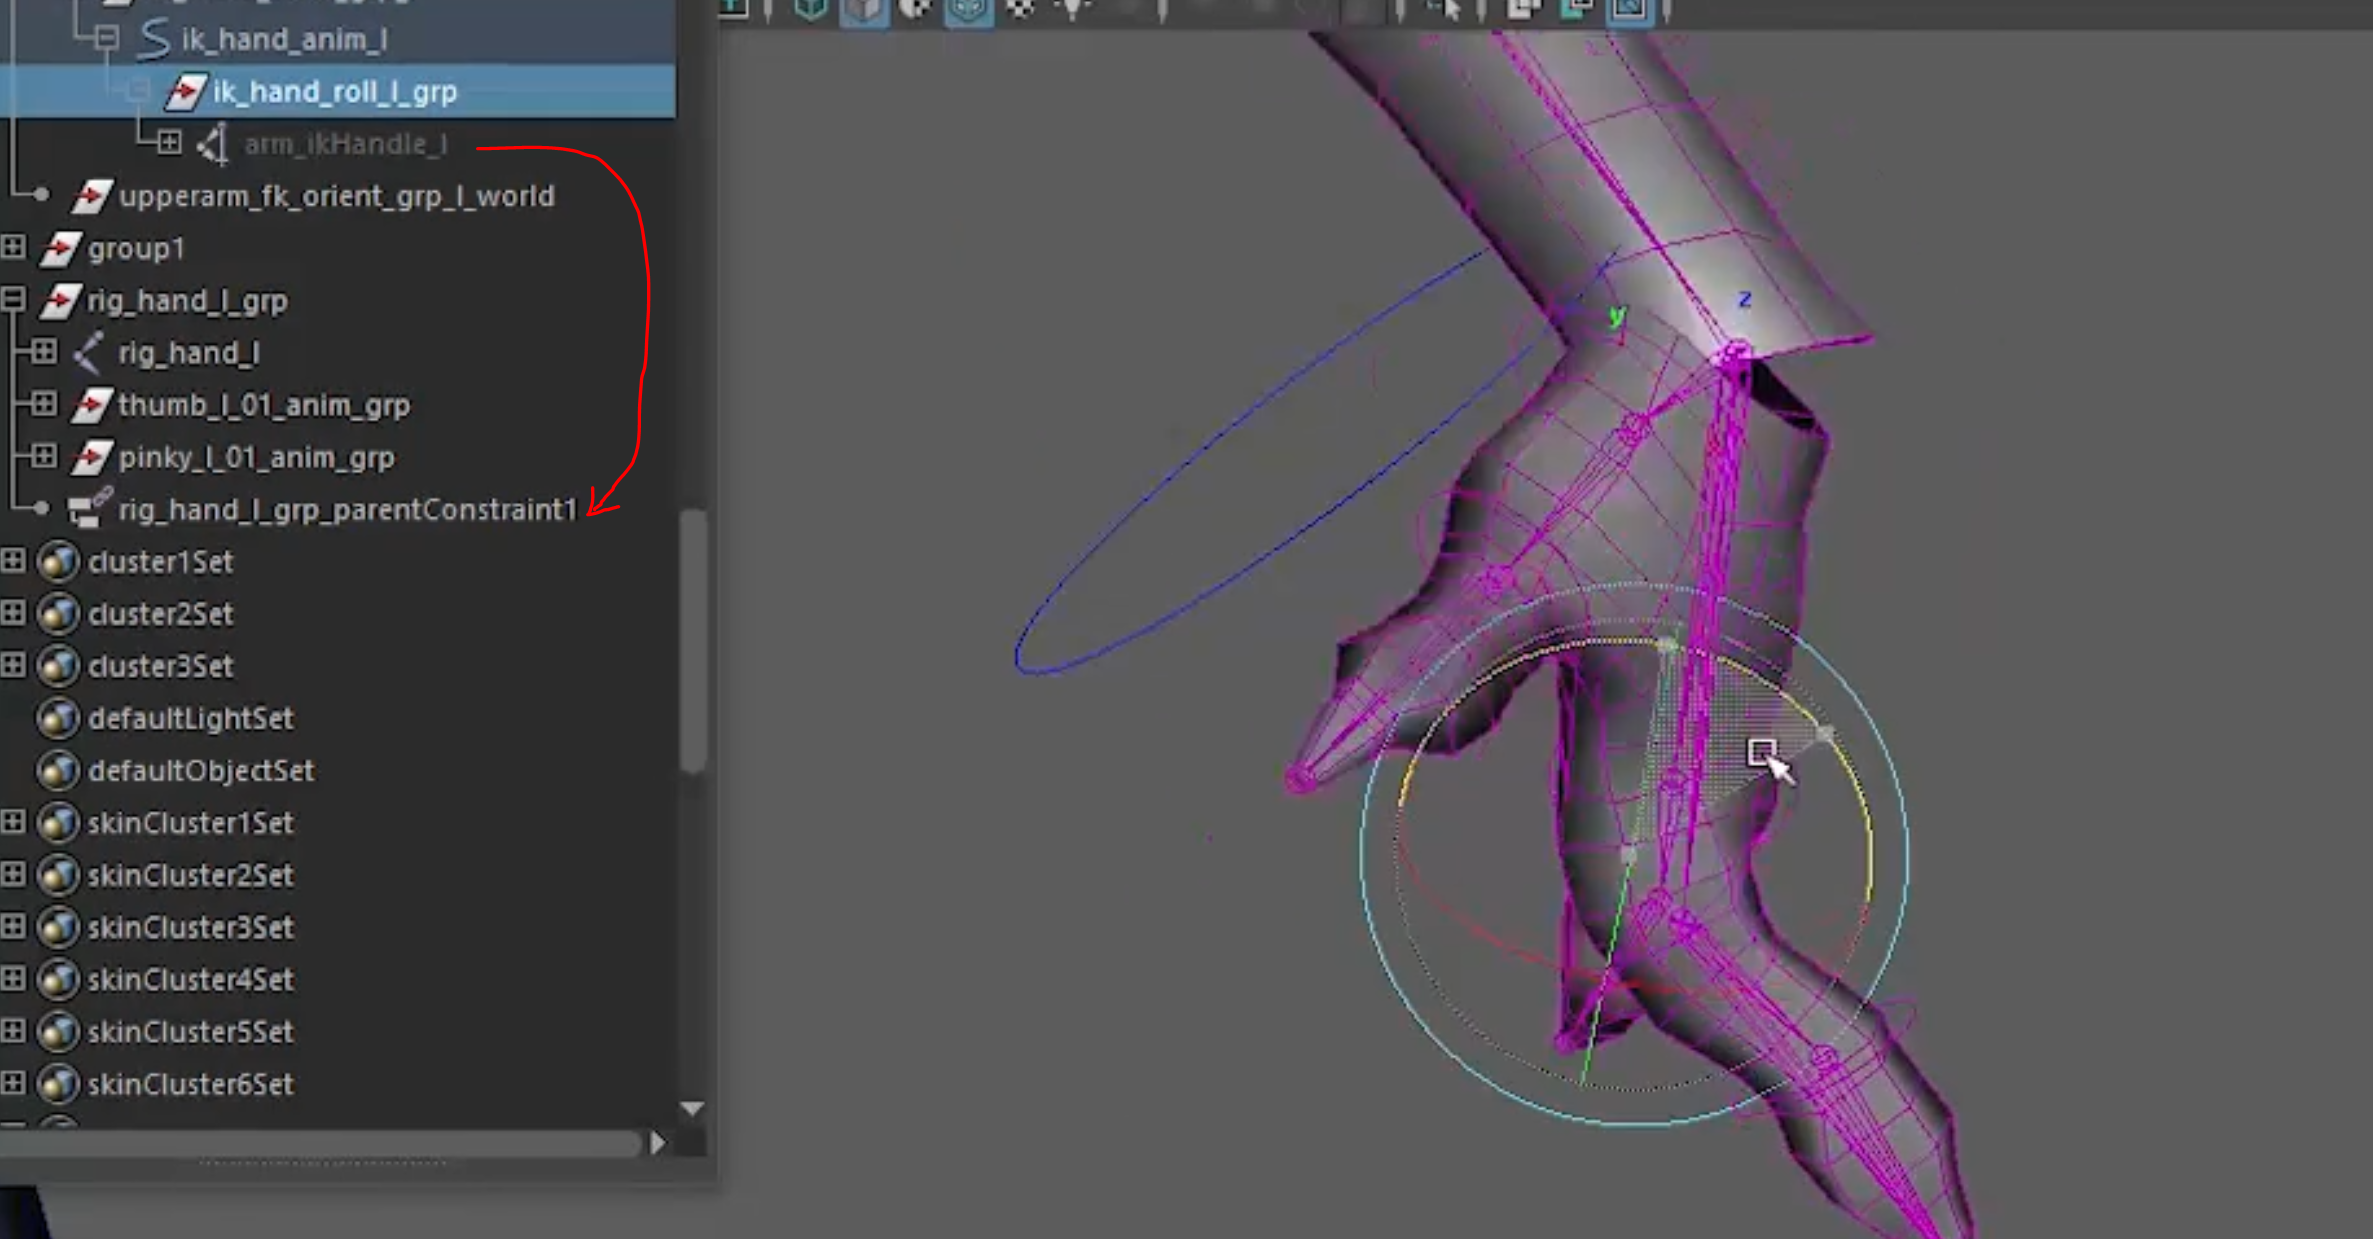 ik_hand_anim_l
ik_hand_roll_l_grp
arm_ikHandle_l
upperarm_fk_orient_grp_l_world
group1
rig_hand_l_grp
rig_hand_l
thumb_l_01_anim_grp
pinky_l_01_anim_grp
rig_hand_l_grp_parentConstraint1
cluster1Set
cluster2Set
cluster3Set
defaultLightSet
defaultObjectSet
skinCluster1Set
skinCluster2Set
skinCluster3Set
skinCluster4Set
skinCluster5Set
skinCluster6Set
z
y